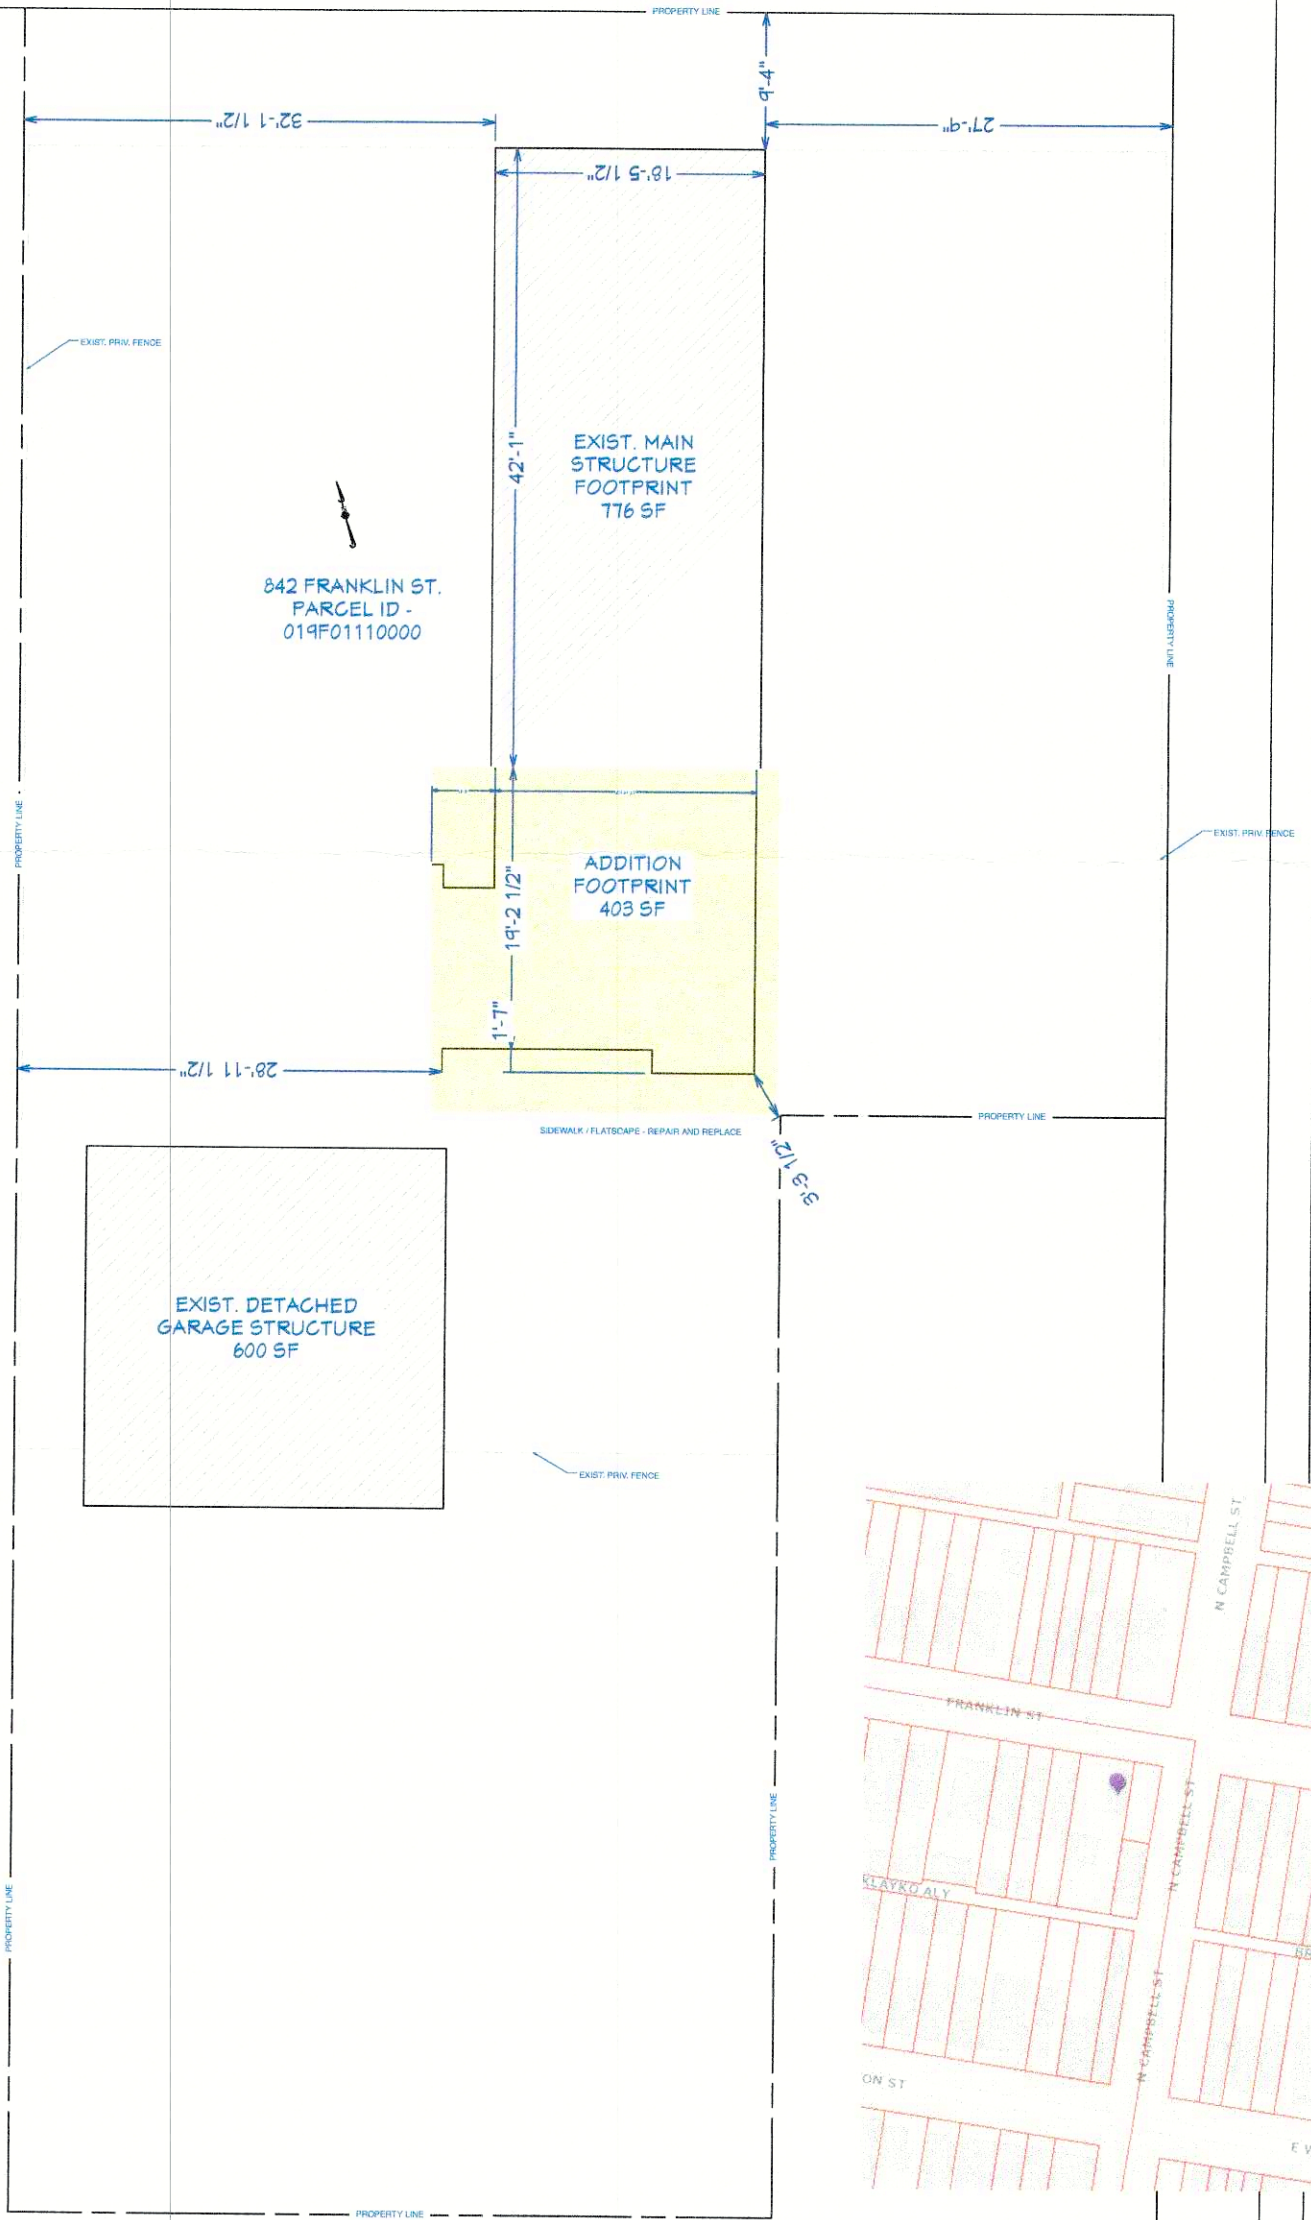 PROPERTY LINE
9'-4"
32'-1 1/2"
27'-9"
18'-5 1/2"
EXIST. PRIV. FENCE
42'-1"
EXIST. MAIN
STRUCTURE
FOOTPRINT
776 SF
842 FRANKLIN ST.
PARCEL ID -
019F01110000
PROPERTY LINE
PROPERTY LINE
EXIST. PRIV. FENCE
ADDITION
FOOTPRINT
403 SF
19'-2 1/2"
1'-7"
28'-11 1/2"
PROPERTY LINE
SIDEWALK / FLATSCAPE - REPAIR AND REPLACE
3'-3 1/2"
EXIST. DETACHED
GARAGE STRUCTURE
600 SF
EXIST. PRIV. FENCE
N CAMPBELL ST
FRANKLIN ST
N CAMPBELL ST
PROPERTY LINE
KLAYKO ALY
PROPERTY LINE
N CAMPBELL ST
ON ST
E
PROPERTY LINE